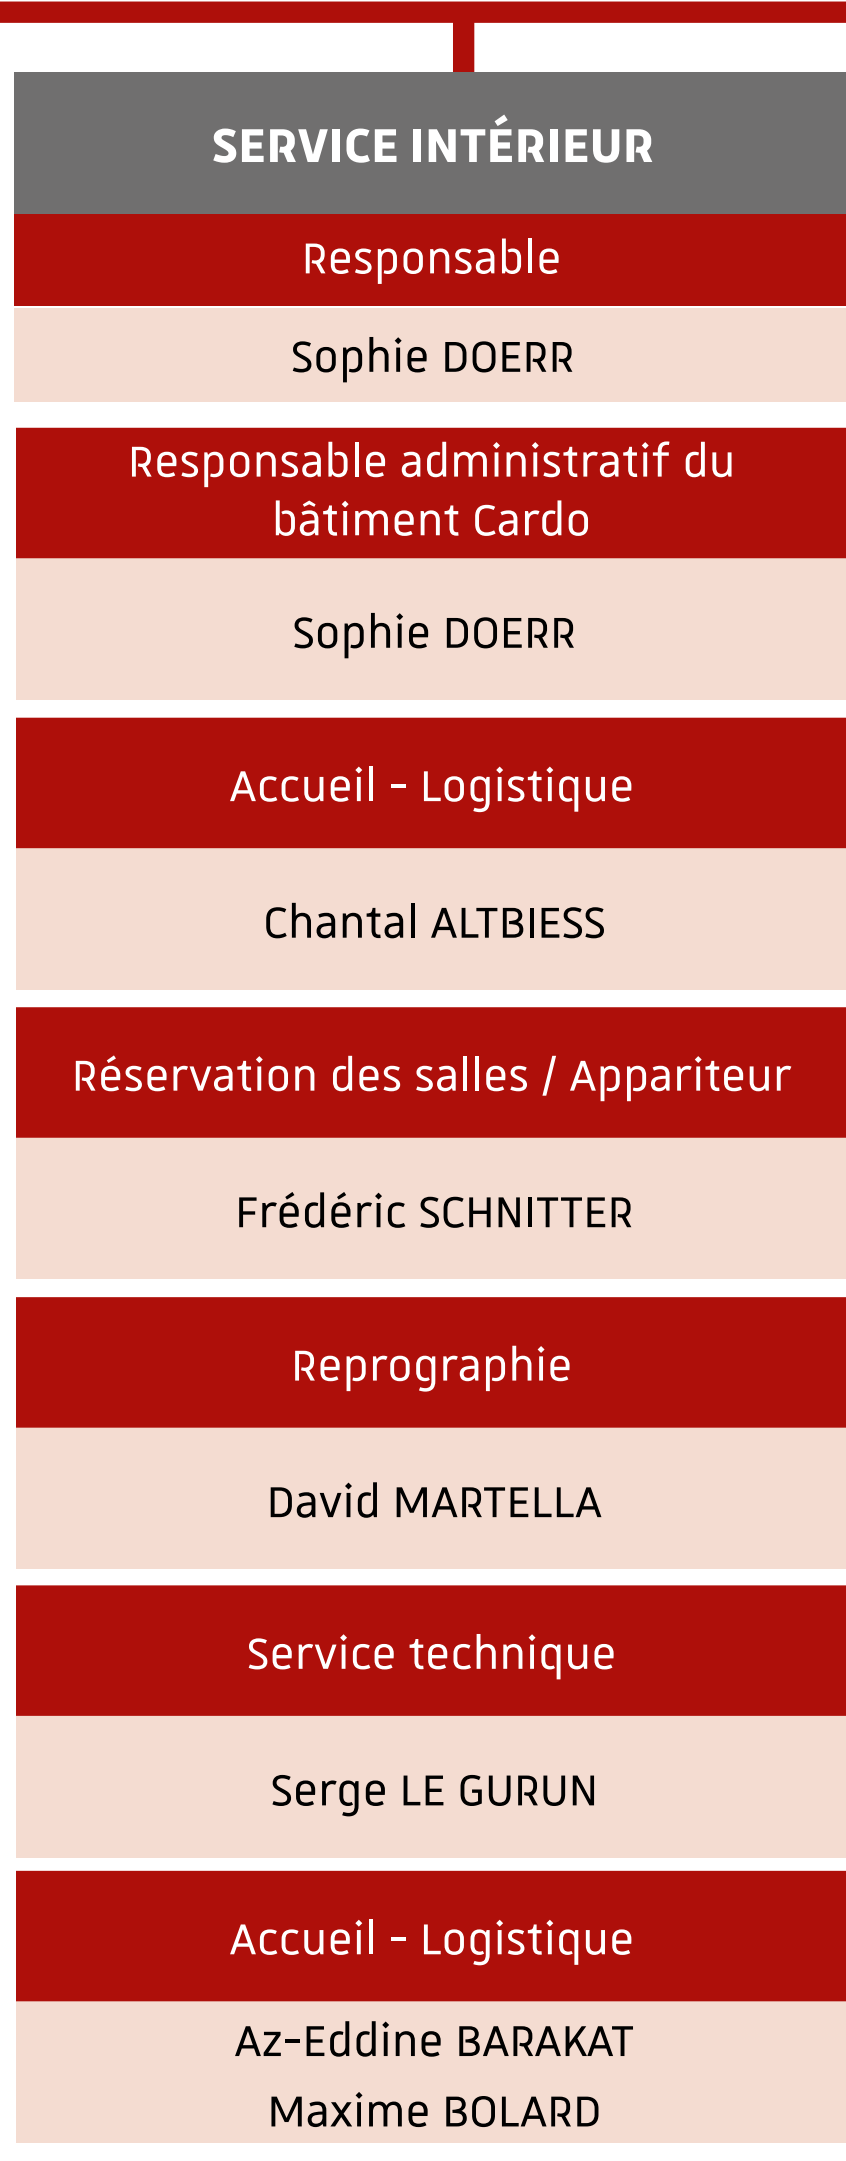 SERVICE INTÉRIEUR
Responsable
Sophie DOERR
Responsable administratif du
bâtiment Cardo
Sophie DOERR
Accueil - Logistique
Chantal ALTBIESS
Réservation des salles / Appariteur
Frédéric SCHNITTER
Reprographie
David MARTELLA
Service technique
Serge LE GURUN
Accueil - Logistique
Az-Eddine BARAKAT
Maxime BOLARD